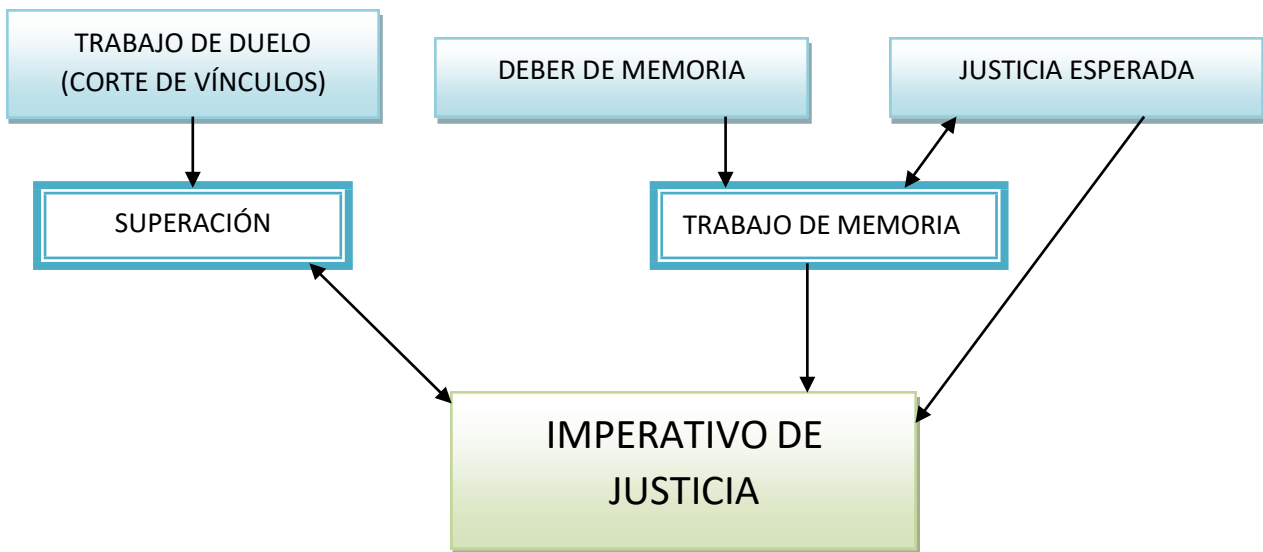 TRABAJO DE DUELO
(CORTE DE VÍNCULOS)
DEBER DE MEMORIA
JUSTICIA ESPERADA
SUPERACIÓN
TRABAJO DE MEMORIA
IMPERATIVO DE
JUSTICIA